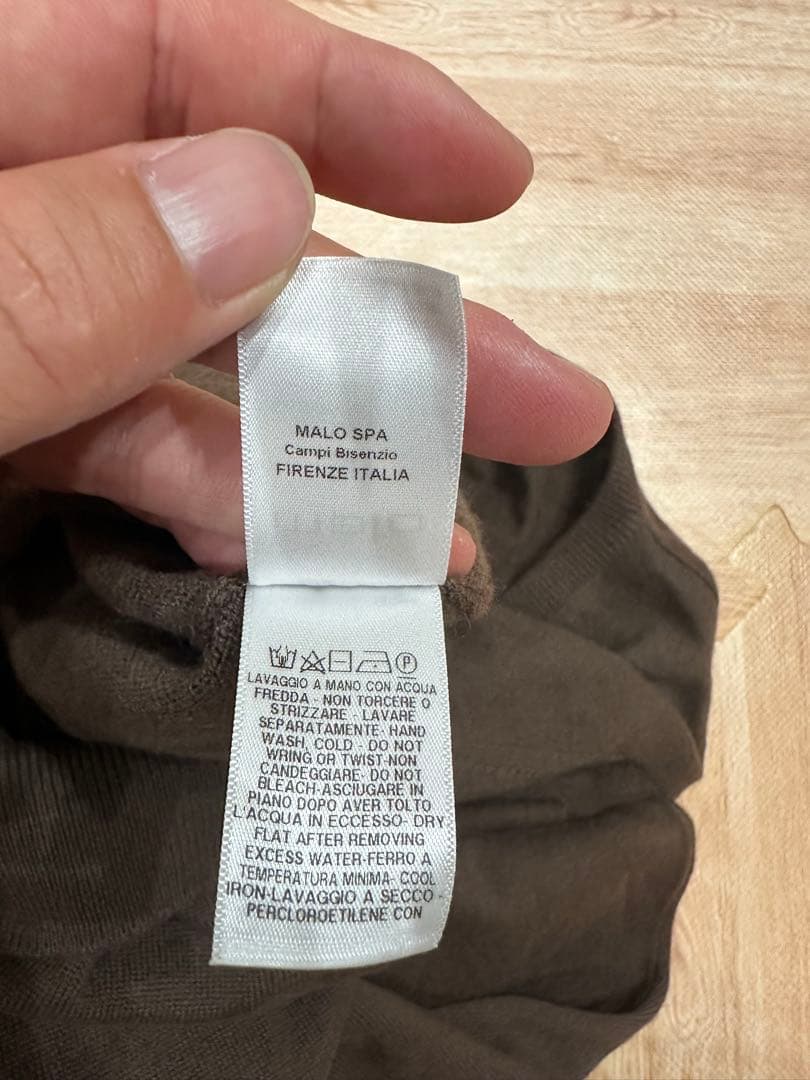 MALO SPA
Campi Bisenzio
FIRENZE ITALIA
P
LAVAGGIO A MANO CON ACQUA
FREDDA - NON TORCERE O
STRIZZARE - LAVARE
SEPARATAMENTE- HAND
WASH, COLD - DO NOT
WRING OR TWIST-NON
CANDEGGIARE- DO NOT
BLEACH-ASCIUGARE IN
PIANO DOPO AVER TOLTO
L'ACQUA IN ECCESSO- DRY
FLAT AFTER REMOVING
EXCESS WATER-FERRO A
TEMPERATURA MINIMA- COOL
IRON-LAVAGGIO A SECCO -
PERCLOROETILENE CON